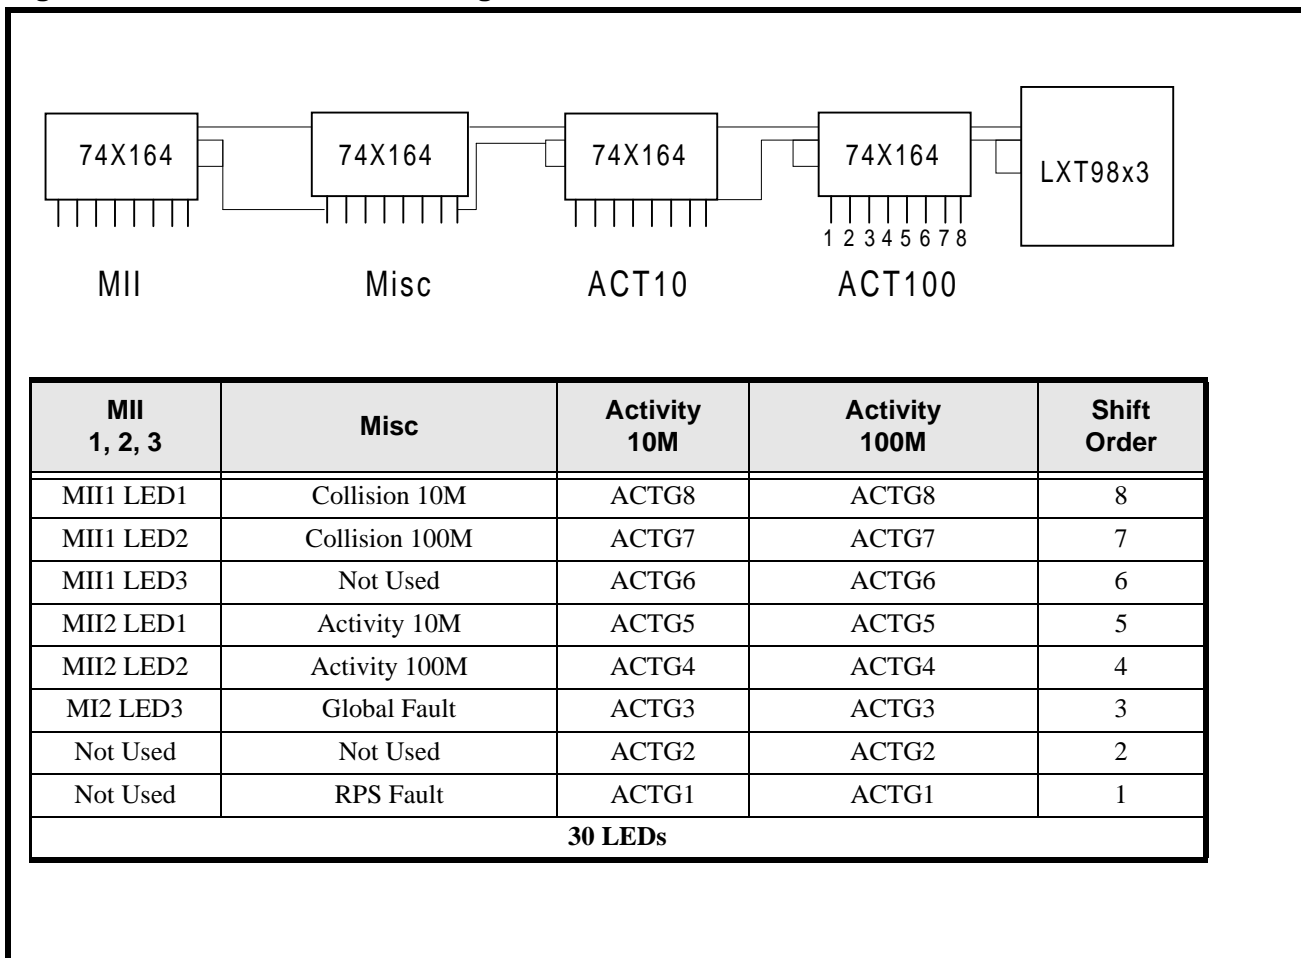 74X164 74X164 74X164 74X164 LXT98x3
1 2 3 4 5 6 7 8
MII Misc ACT10 ACT100
MII 1, 2, 3 Misc Activity 10M Activity 100M Shift Order
MII1 LED1 Collision 10M ACTG8 ACTG8 8
MII1 LED2 Collision 100M ACTG7 ACTG7 7
MII1 LED3 Not Used ACTG6 ACTG6 6
MII2 LED1 Activity 10M ACTG5 ACTG5 5
MII2 LED2 Activity 100M ACTG4 ACTG4 4
MI2 LED3 Global Fault ACTG3 ACTG3 3
Not Used Not Used ACTG2 ACTG2 2
Not Used RPS Fault ACTG1 ACTG1 1
30 LEDs